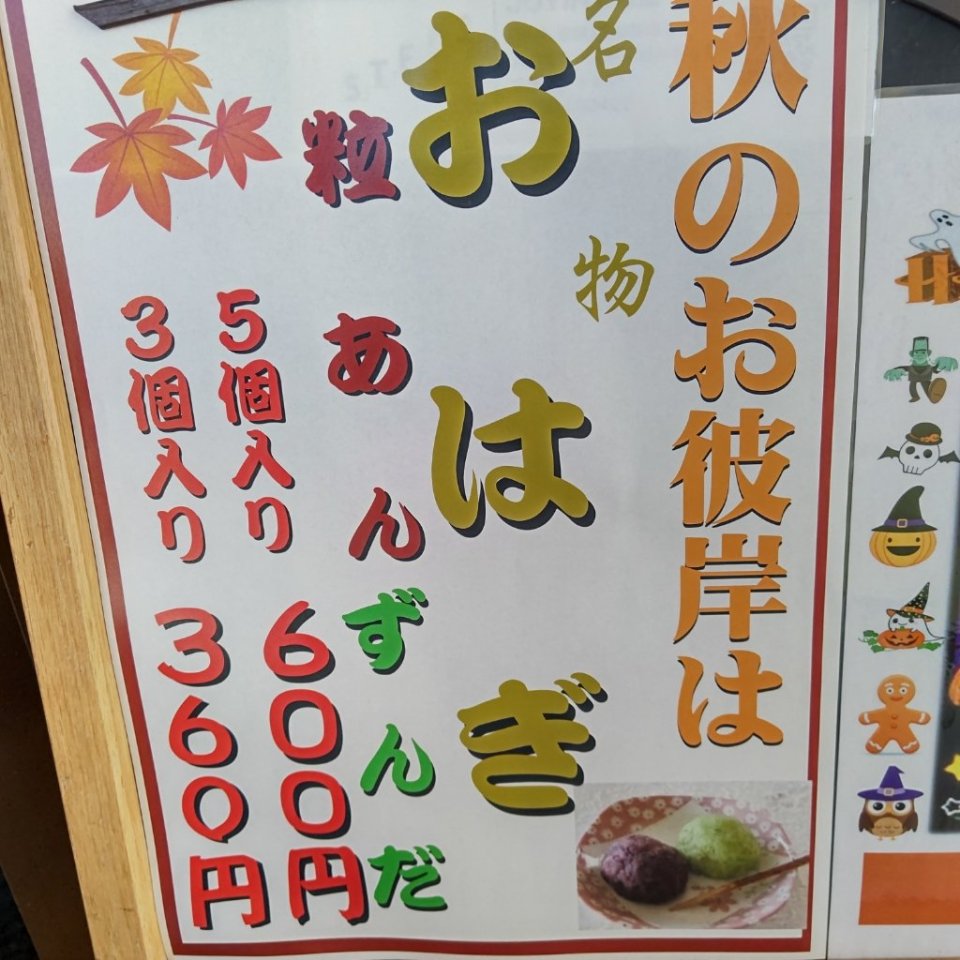 秋のお彼岸は
名物
おはぎ
粒あん ずんだ
5個入り 600円
3個入り 360円